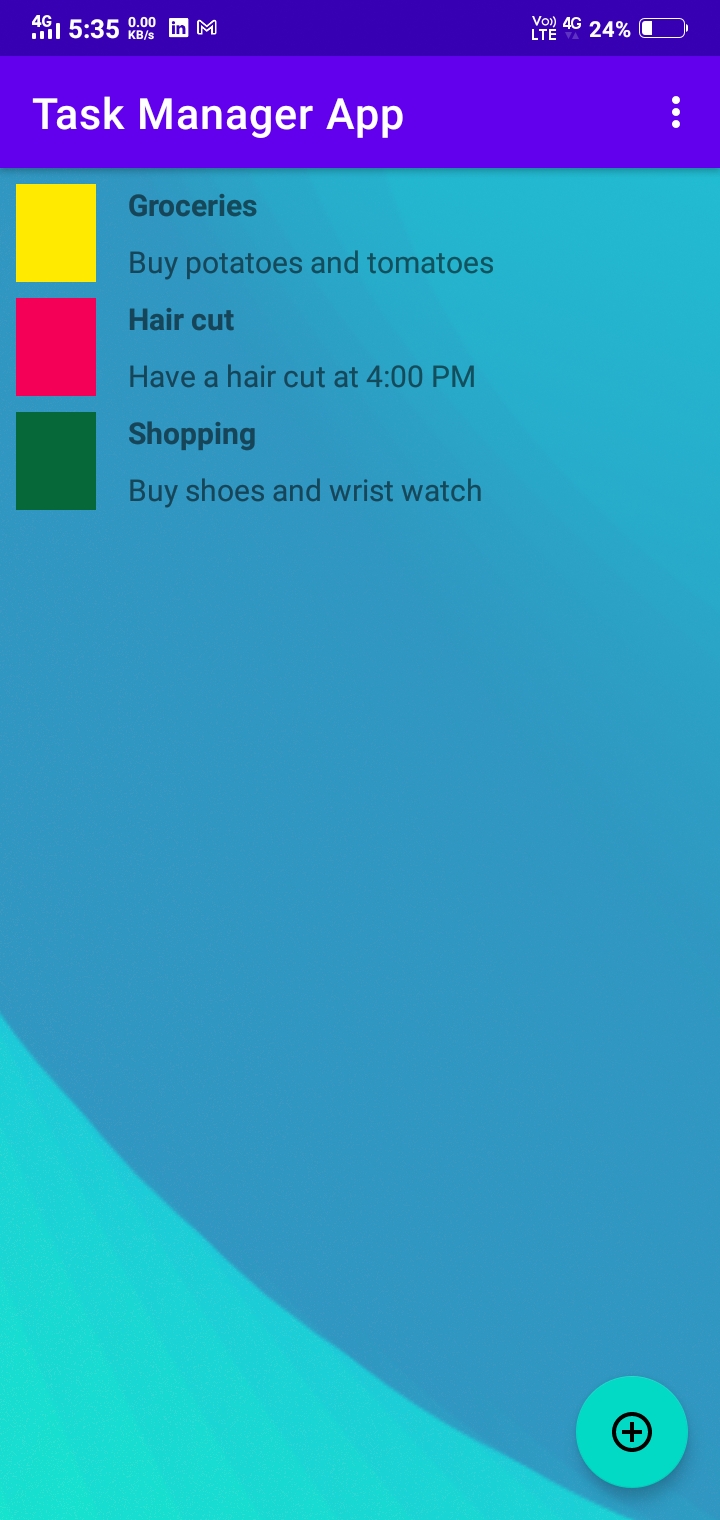 4G 5:35 0.00 KB/s Vo)) LTE 4G 24%
Task Manager App
Groceries
Buy potatoes and tomatoes
Hair cut
Have a hair cut at 4:00 PM
Shopping
Buy shoes and wrist watch